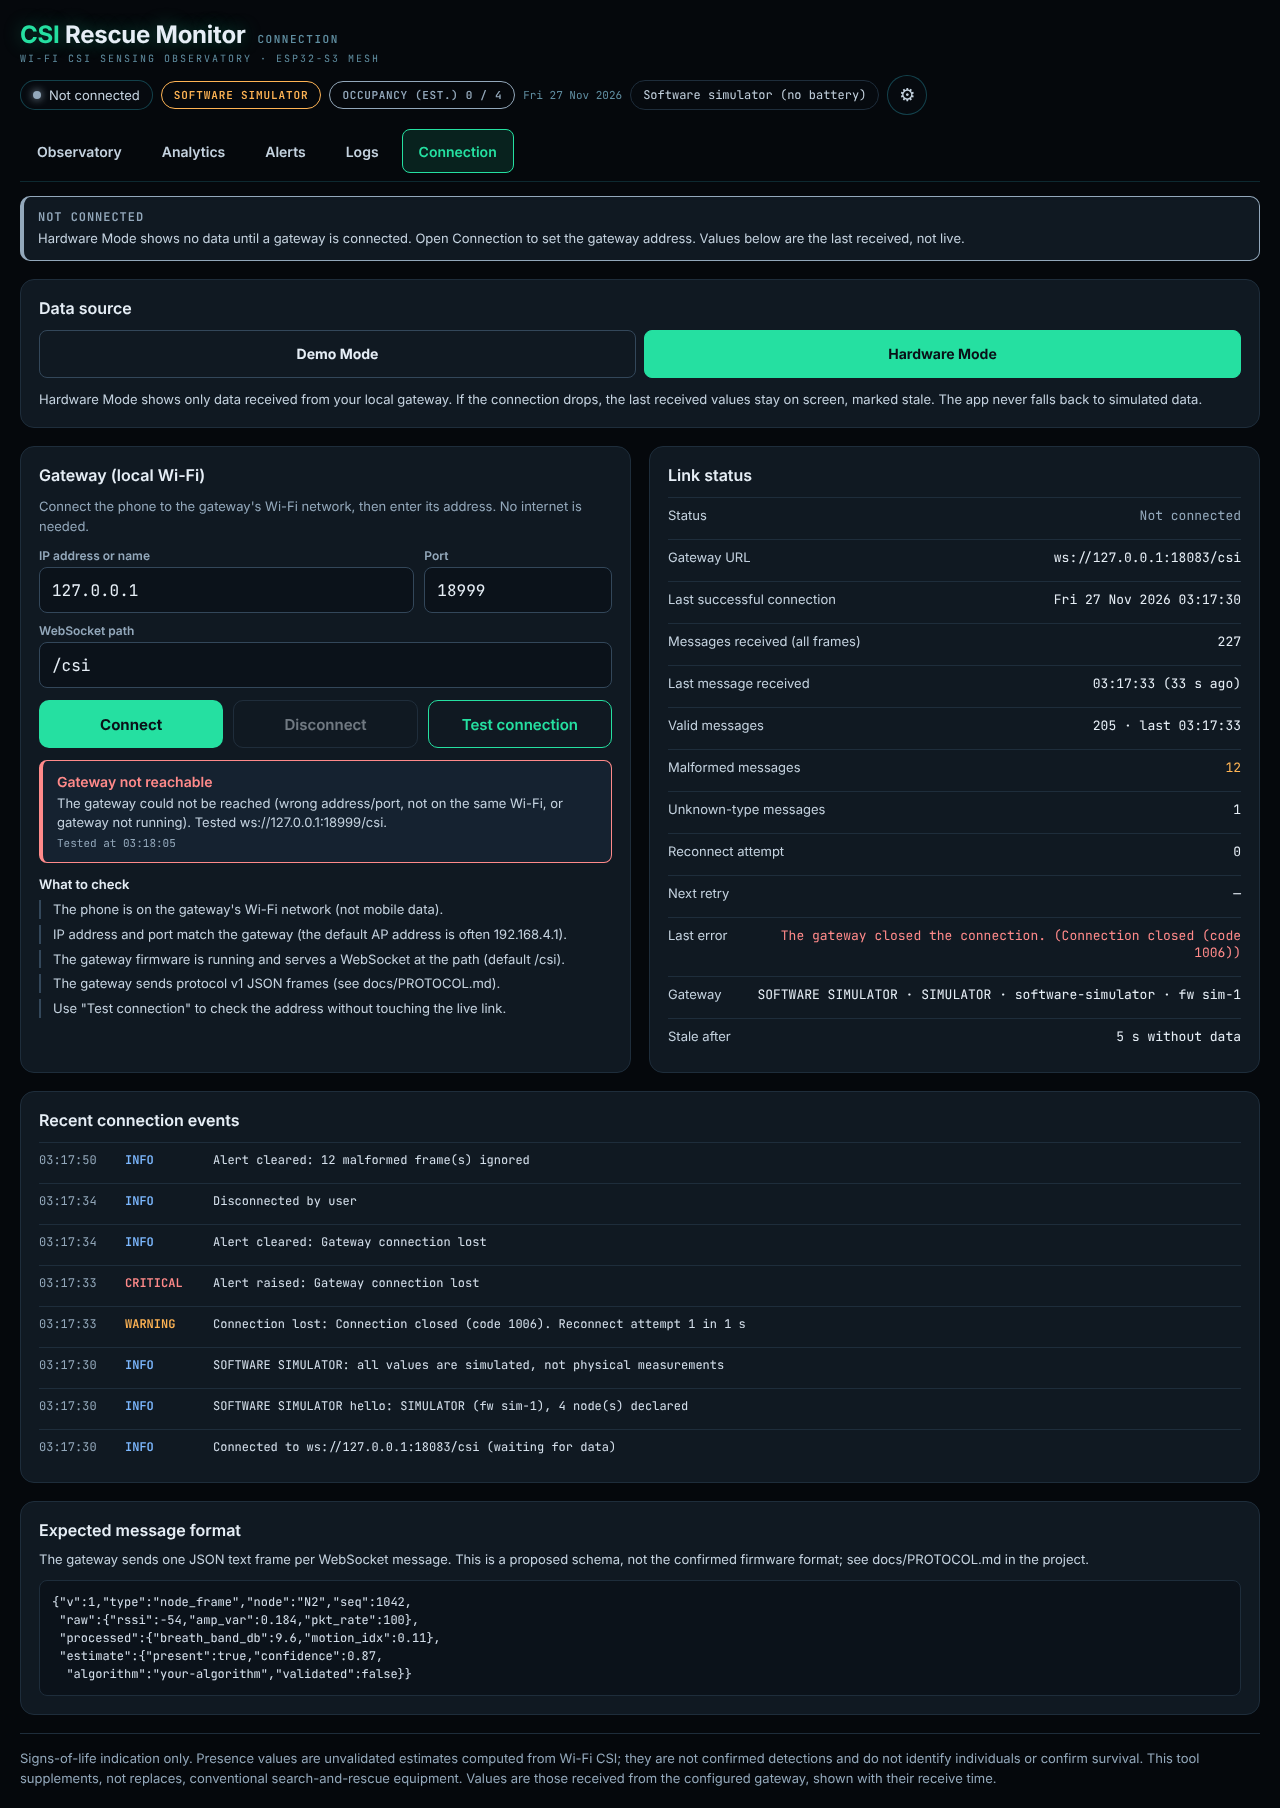 CSI Rescue Monitor CONNECTION
WI-FI CSI SENSING OBSERVATORY · ESP32-S3 MESH
Not connected
SOFTWARE SIMULATOR
OCCUPANCY (EST.) 0 / 4
Fri 27 Nov 2026
Software simulator (no battery)
Observatory
Analytics
Alerts
Logs
Connection
NOT CONNECTED
Hardware Mode shows no data until a gateway is connected. Open Connection to set the gateway address. Values below are the last received, not live.
Data source
Demo Mode
Hardware Mode
Hardware Mode shows only data received from your local gateway. If the connection drops, the last received values stay on screen, marked stale. The app never falls back to simulated data.
Gateway (local Wi-Fi)
Connect the phone to the gateway's Wi-Fi network, then enter its address. No internet is
needed.
IP address or name
Port
127.0.0.1
18999
WebSocket path
/csi
Connect
Disconnect
Test connection
Gateway not reachable
The gateway could not be reached (wrong address/port, not on the same Wi-Fi, or
gateway not running). Tested ws://127.0.0.1:18999/csi.
Tested at 03:18:05
What to check
The phone is on the gateway's Wi-Fi network (not mobile data).
IP address and port match the gateway (the default AP address is often 192.168.4.1).
The gateway firmware is running and serves a WebSocket at the path (default /csi).
The gateway sends protocol v1 JSON frames (see docs/PROTOCOL.md).
Use "Test connection" to check the address without touching the live link.
Link status
Status Not connected
Gateway URL ws://127.0.0.1:18083/csi
Last successful connection Fri 27 Nov 2026 03:17:30
Messages received (all frames) 227
Last message received 03:17:33 (33 s ago)
Valid messages 205 · last 03:17:33
Malformed messages 12
Unknown-type messages 1
Reconnect attempt 0
Next retry —
Last error The gateway closed the connection. (Connection closed (code
1006))
Gateway SOFTWARE SIMULATOR · SIMULATOR · software-simulator · fw sim-1
Stale after 5 s without data
Recent connection events
03:17:50 INFO Alert cleared: 12 malformed frame(s) ignored
03:17:34 INFO Disconnected by user
03:17:34 INFO Alert cleared: Gateway connection lost
03:17:33 CRITICAL Alert raised: Gateway connection lost
03:17:33 WARNING Connection lost: Connection closed (code 1006). Reconnect attempt 1 in 1 s
03:17:30 INFO SOFTWARE SIMULATOR: all values are simulated, not physical measurements
03:17:30 INFO SOFTWARE SIMULATOR hello: SIMULATOR (fw sim-1), 4 node(s) declared
03:17:30 INFO Connected to ws://127.0.0.1:18083/csi (waiting for data)
Expected message format
The gateway sends one JSON text frame per WebSocket message. This is a proposed schema, not the confirmed firmware format; see docs/PROTOCOL.md in the project.
{"v":1,"type":"node_frame","node":"N2","seq":1042,
"raw":{"rssi":-54,"amp_var":0.184,"pkt_rate":100},
"processed":{"breath_band_db":9.6,"motion_idx":0.11},
"estimate":{"present":true,"confidence":0.87,
"algorithm":"your-algorithm","validated":false}}
Signs-of-life indication only. Presence values are unvalidated estimates computed from Wi-Fi CSI; they are not confirmed detections and do not identify individuals or confirm survival. This tool
supplements, not replaces, conventional search-and-rescue equipment. Values are those received from the configured gateway, shown with their receive time.